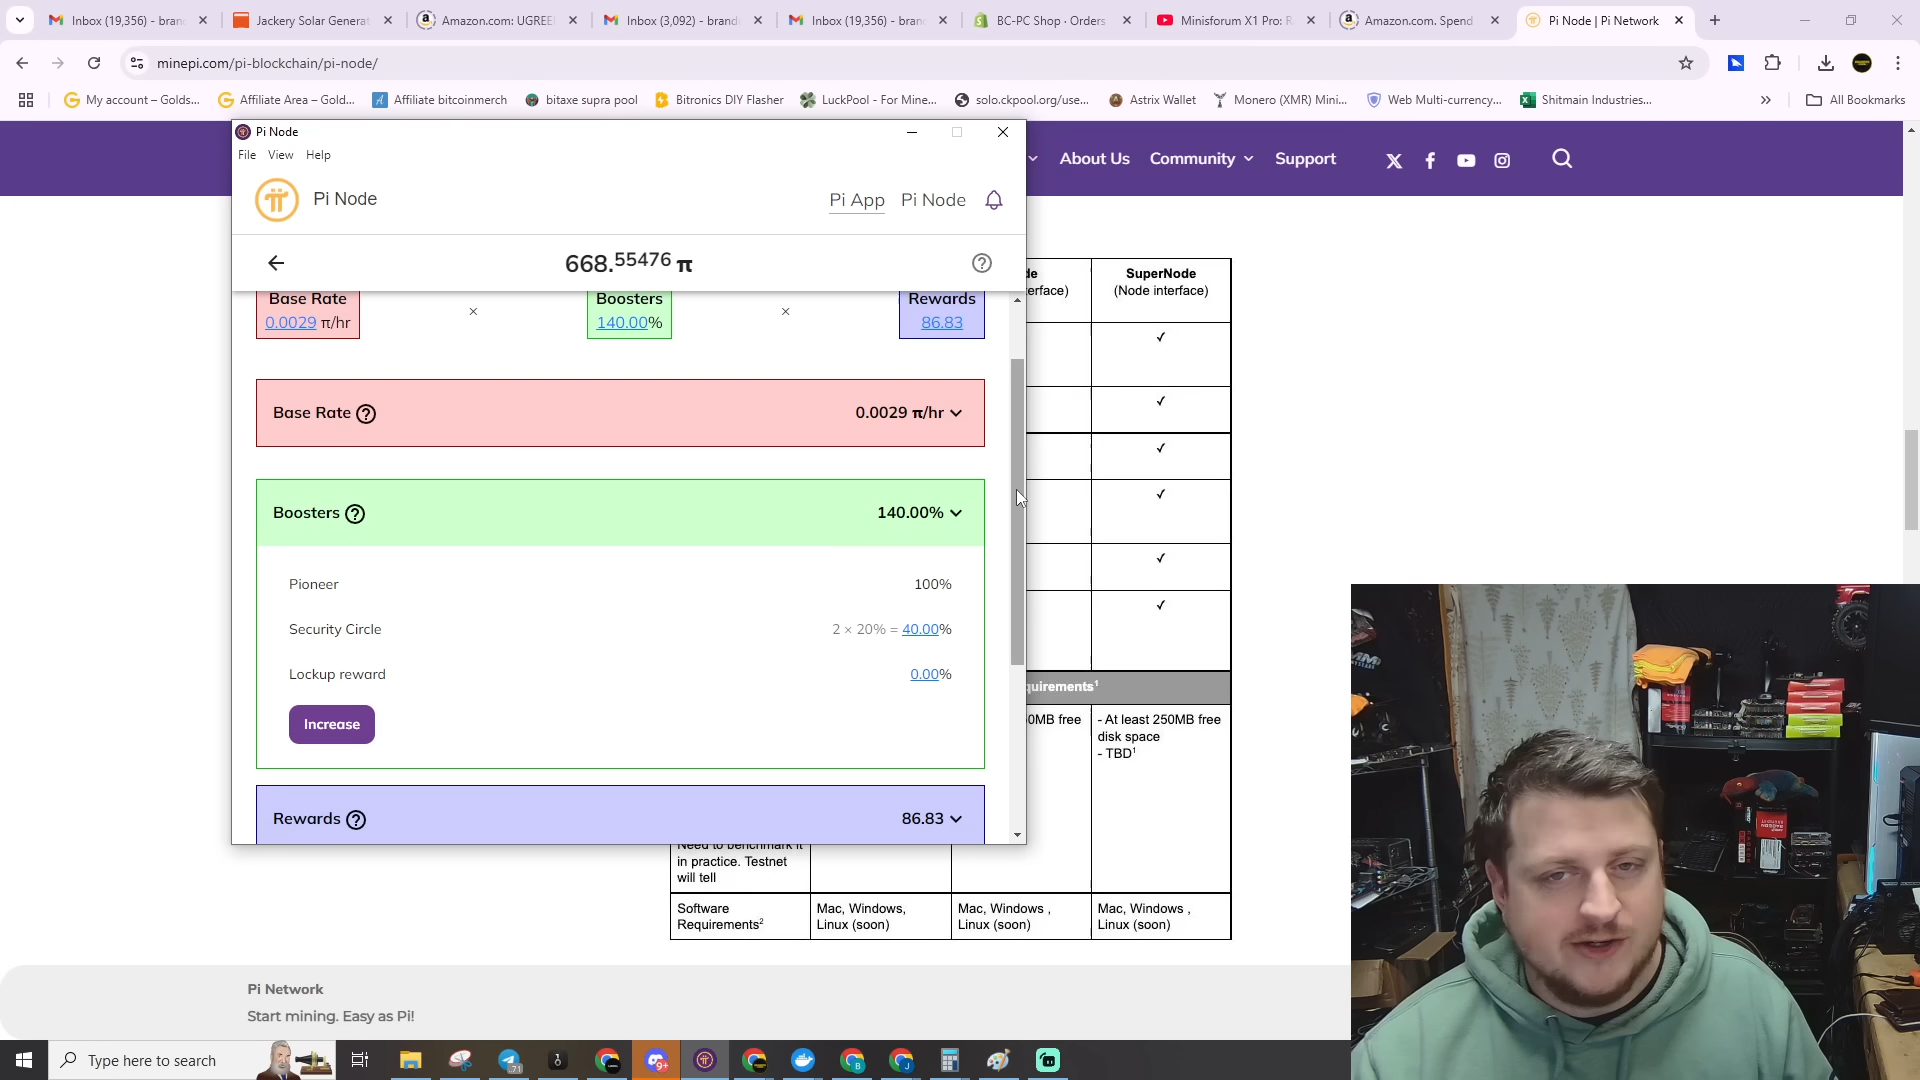 Inbox (19,356) – bran
Jackery Solar Generat
Amazon.com: UGREE
Inbox (3,092) – brand
Inbox (19,356) – bran
BC-PC Shop · Orders
Minisforum X1 Pro: R
Amazon.com. Spend
Pi Node | Pi Network
minepi.com/pi-blockchain/pi-node/
My account – Golds...
Affiliate Area – Gold...
Affiliate bitcoinmerch
bitaxe supra pool
Bitronics DIY Flasher
LuckPool - For Mine...
solo.ckpool.org/use...
Astrix Wallet
Monero (XMR) Mini...
Web Multi-currency...
Shitmain Industries...
All Bookmarks
About Us
Community
Support
Pi Node
File View Help
Pi Node
Pi App
Pi Node
668.55476 π
Base Rate
0.0029 π/hr
×
Boosters
140.00%
×
Rewards
86.83
Base Rate
0.0029 π/hr
Boosters
140.00%
Pioneer
100%
Security Circle
2 × 20% = 40.00%
Lockup reward
0.00%
Increase
Rewards
86.83
de
erface)
SuperNode
(Node interface)
✓
✓
✓
✓
✓
✓
quirements¹
0MB free
- At least 250MB free
disk space
- TBD¹
Need to benchmark it
in practice. Testnet
will tell
Software
Requirements²
Mac, Windows,
Linux (soon)
Mac, Windows ,
Linux (soon)
Mac, Windows ,
Linux (soon)
Pi Network
Start mining. Easy as Pi!
Type here to search
71
9+